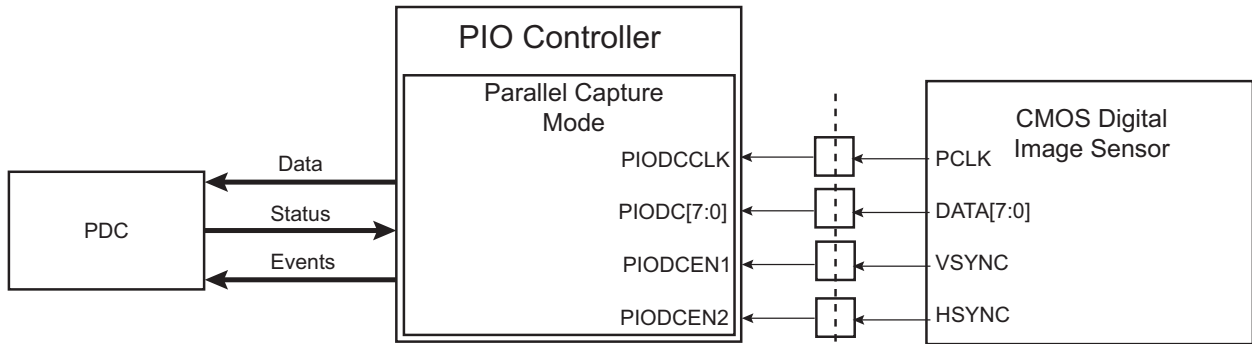 PIO Controller
Parallel Capture
Mode
CMOS Digital
Image Sensor
PIODCCLK
PCLK
Data
PIODC[7:0]
DATA[7:0]
Status
PDC
Events
PIODCEN1
VSYNC
PIODCEN2
HSYNC